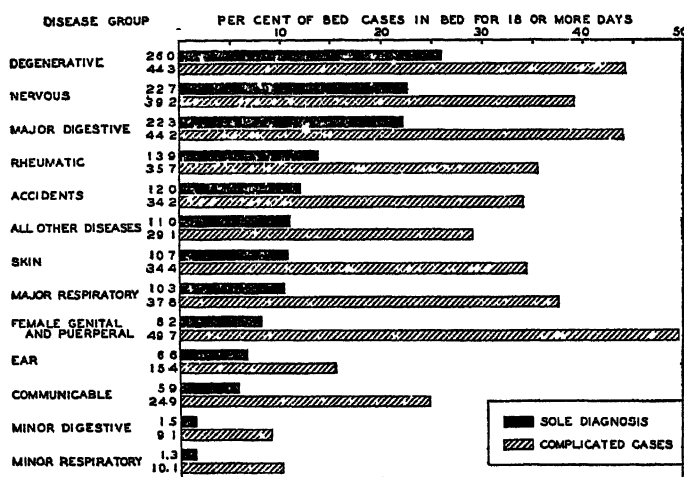 DISEASE GROUP
PER CENT OF BED CASES IN BED FOR 18 OR MORE DAYS
10 20 30 40 50
DEGENERATIVE
26 0
44 3
NERVOUS
22 7
39 2
MAJOR DIGESTIVE
22 3
44 2
RHEUMATIC
13 9
35 7
ACCIDENTS
12 0
34 2
ALL OTHER DISEASES
11 0
29 1
SKIN
10 7
34 4
MAJOR RESPIRATORY
10 3
37 8
FEMALE GENITAL
AND PUERPERAL
8 2
49 7
EAR
6 6
15 4
COMMUNICABLE
5 9
24 9
MINOR DIGESTIVE
1 5
9 1
MINOR RESPIRATORY
1.3
10.1
SOLE DIAGNOSIS
COMPLICATED CASES